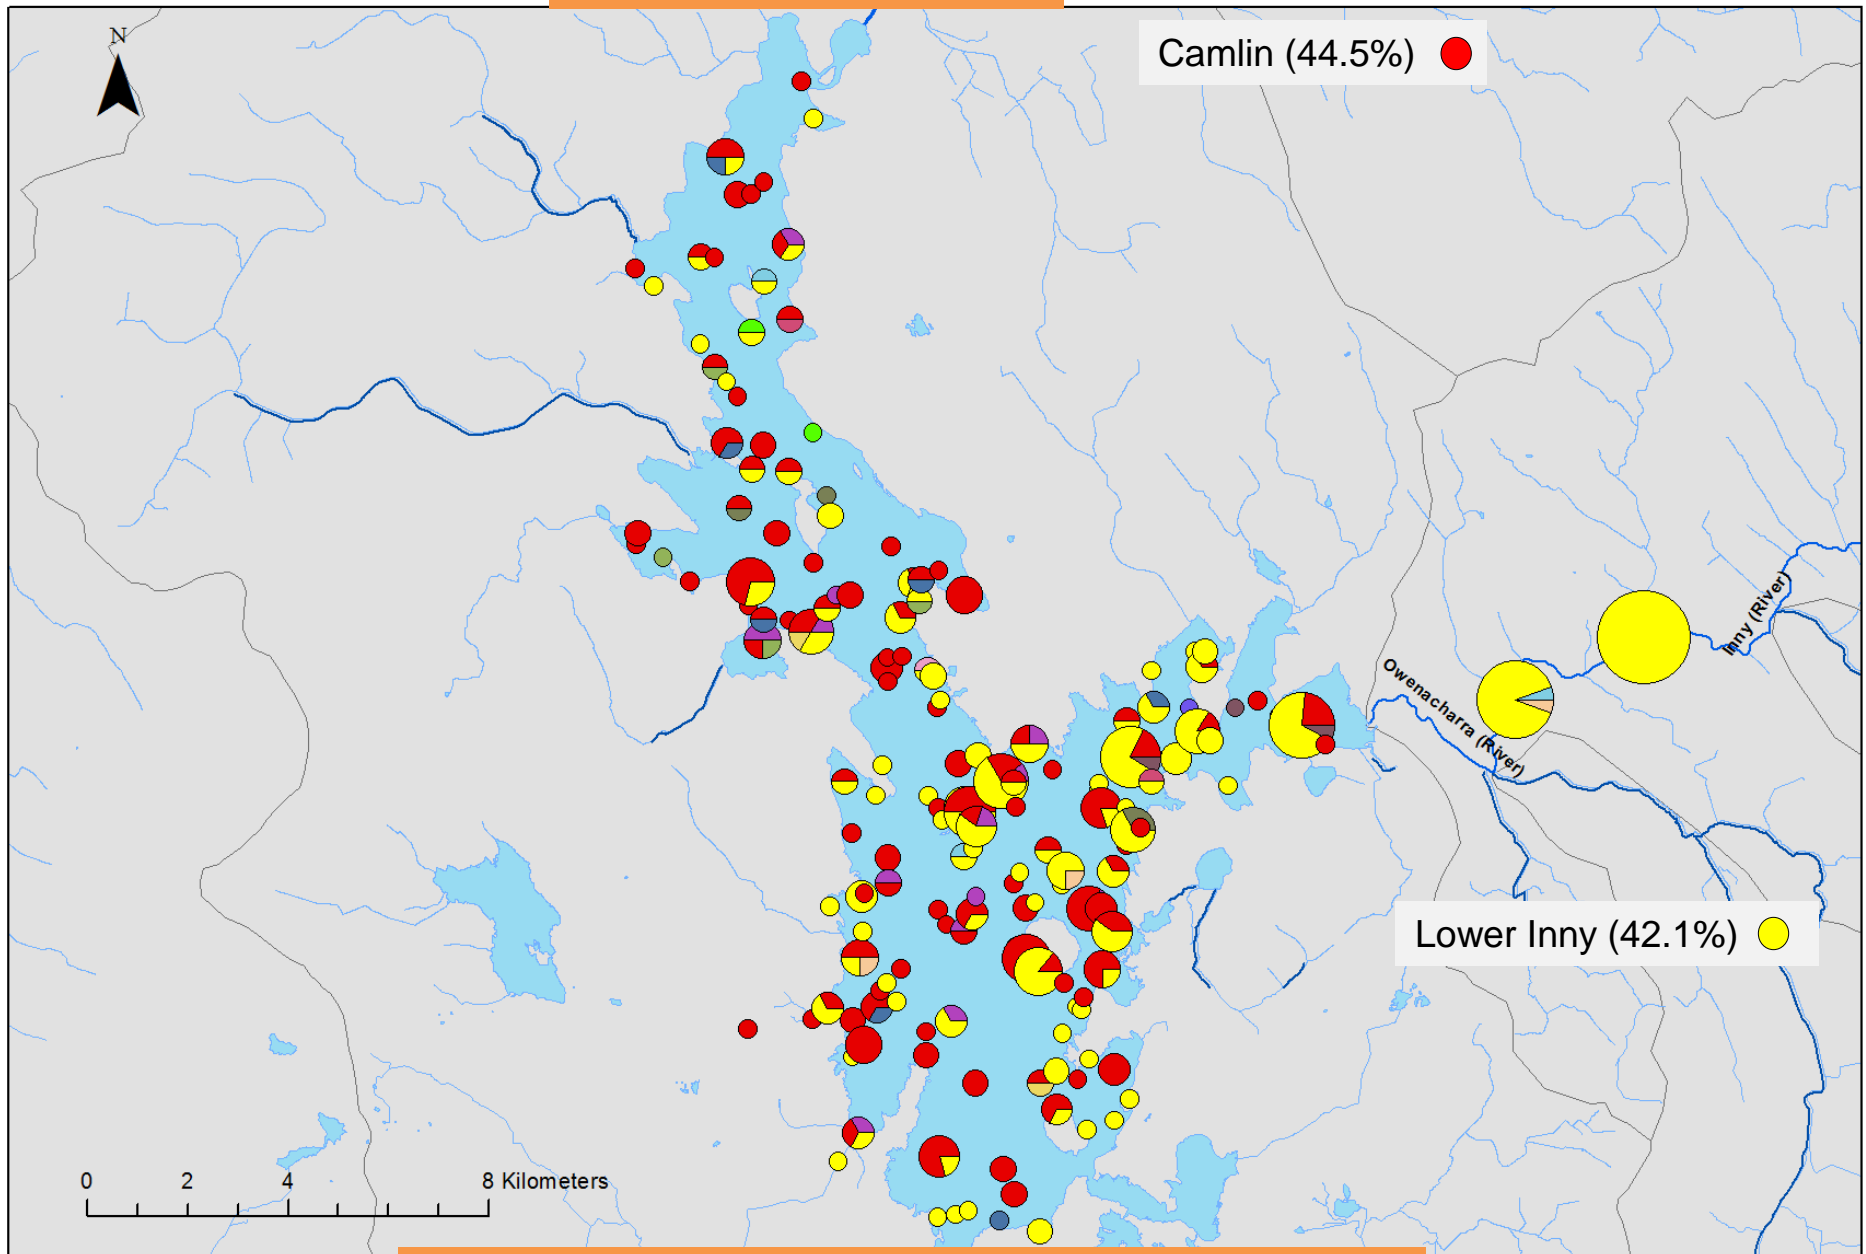 N
Camlin (44.5%)
Inny (River)
Owenacharra (River)
Lower Inny (42.1%)
0 2 4 8 Kilometers